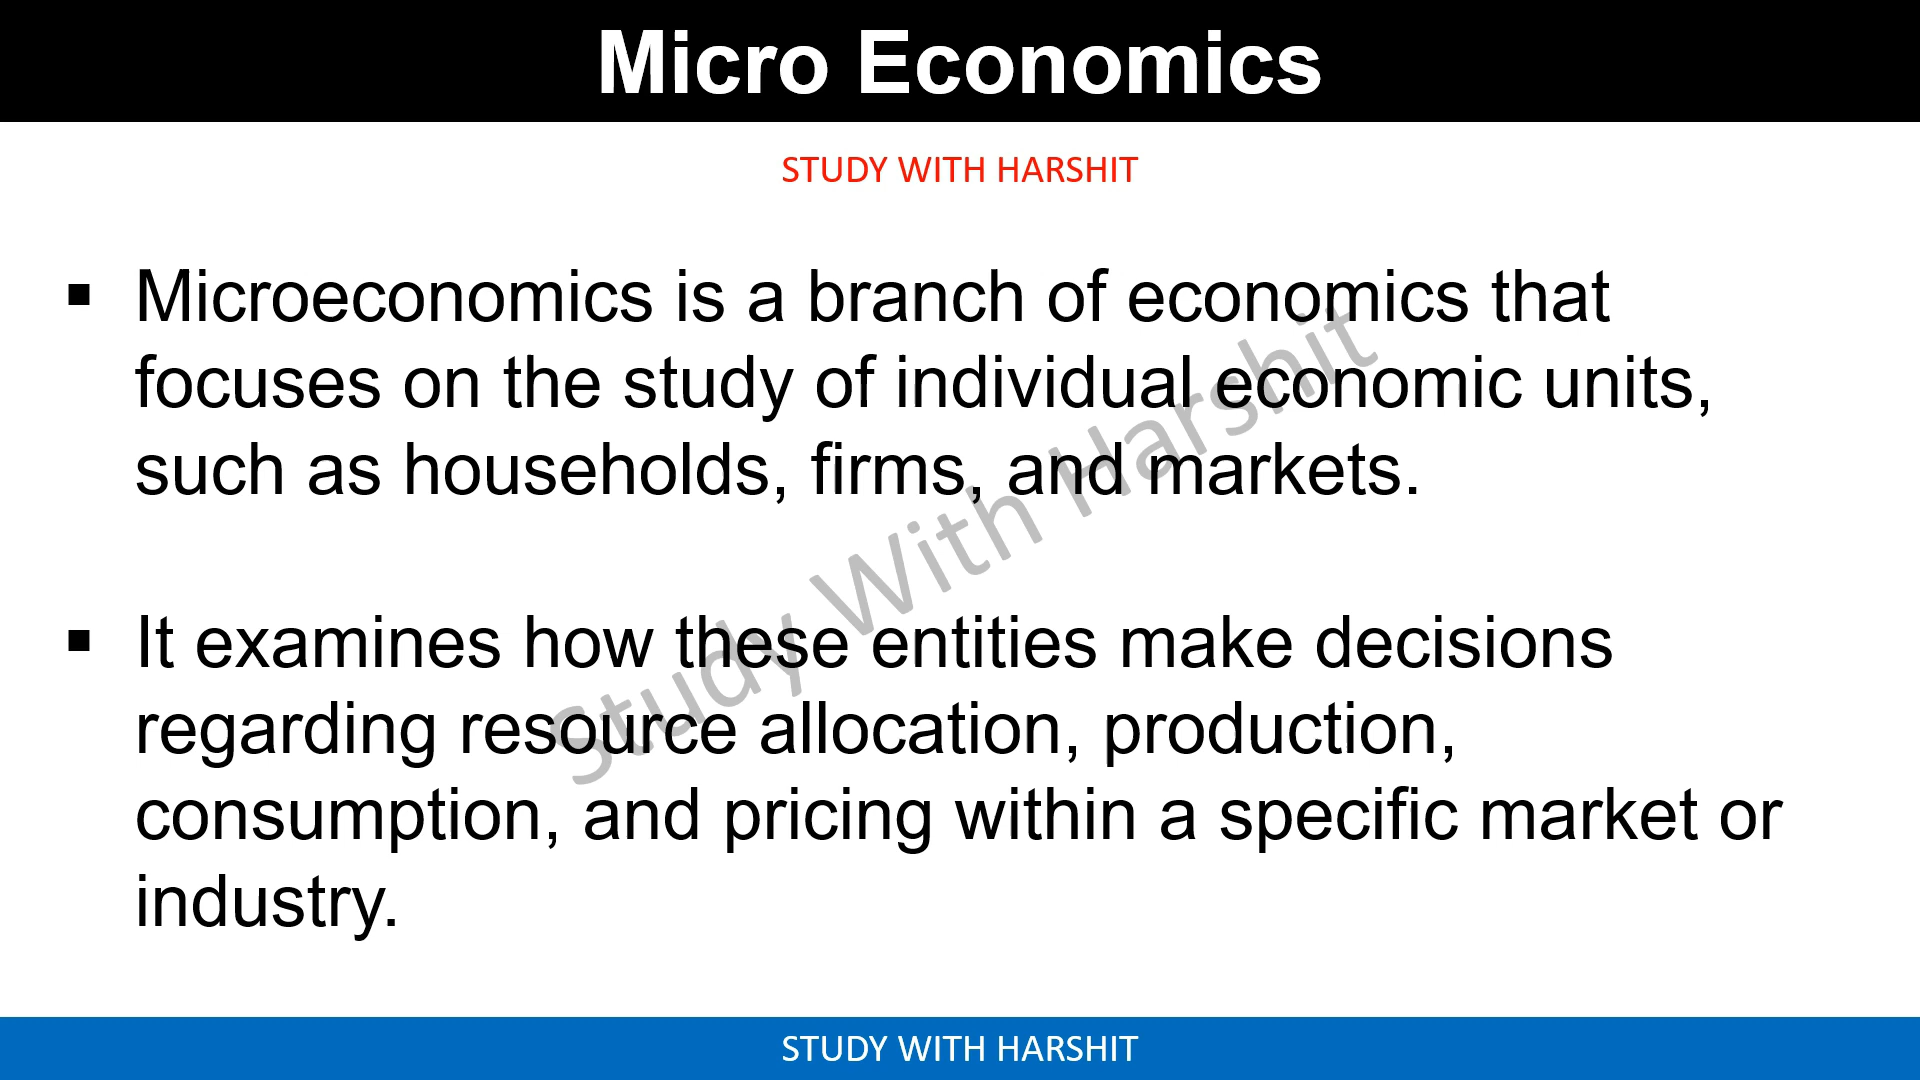 Micro Economics
STUDY WITH HARSHIT
▪ Microeconomics is a branch of economics that
focuses on the study of individual economic units,
such as households, firms, and markets.
▪ It examines how these entities make decisions
regarding resource allocation, production,
consumption, and pricing within a specific market or
industry.
Study With Harshit
STUDY WITH HARSHIT